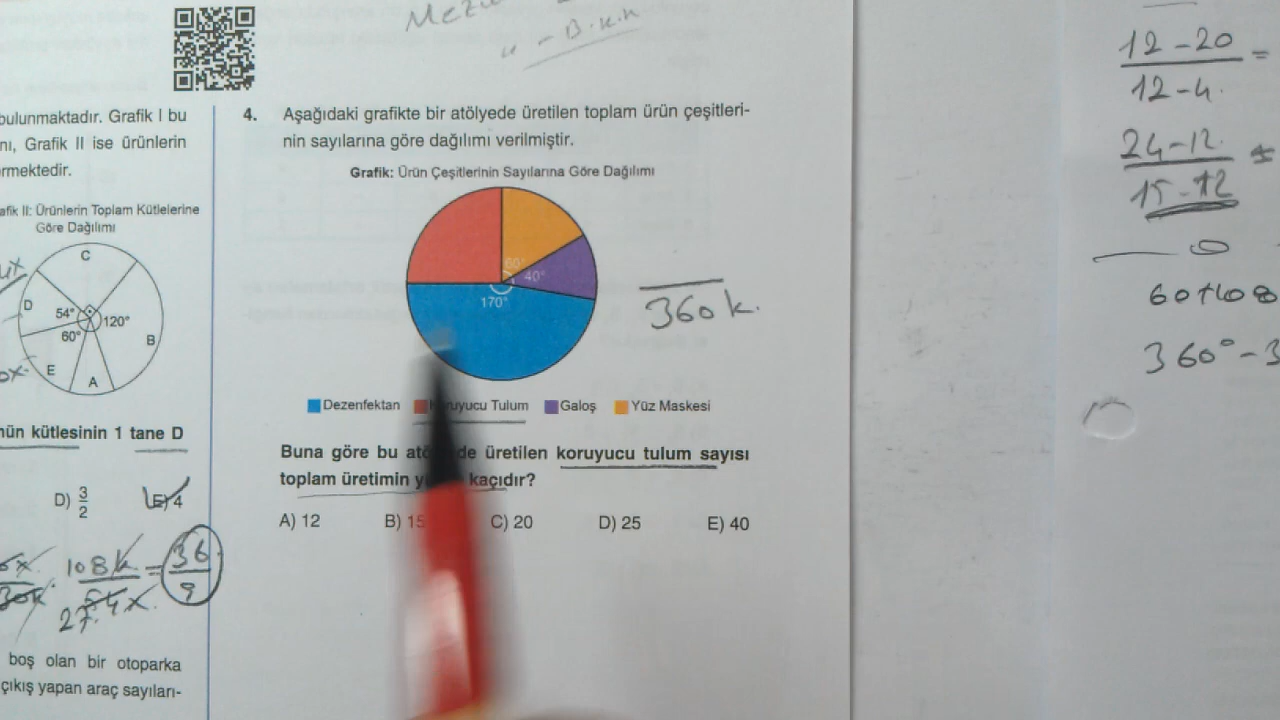 bulunmaktadır. Grafik I bu
nı, Grafik II ise ürünlerin
rmektedir.
afik II: Ürünlerin Toplam Kütlelerine
Göre Dağılımı
C
D
54°
120°
60°
B
E
A
nün kütlesinin 1 tane D
D) 3/2
E) 4
108k
54x
27
= 36/9
boş olan bir otoparka
çıkış yapan araç sayıları-
4. Aşağıdaki grafikte bir atölyede üretilen toplam ürün çeşitleri-
nin sayılarına göre dağılımı verilmiştir.
Grafik: Ürün Çeşitlerinin Sayılarına Göre Dağılımı
60°
40°
170°
360 k.
Dezenfektan
Tulum
Galoş
Yüz Maskesi
Buna göre bu üretilen koruyucu tulum sayısı
toplam üretimin kaçıdır?
A) 12 B) 15 C) 20 D) 25 E) 40
12-20 =
12-4.
24-12
15-12
60+108
360° - 3